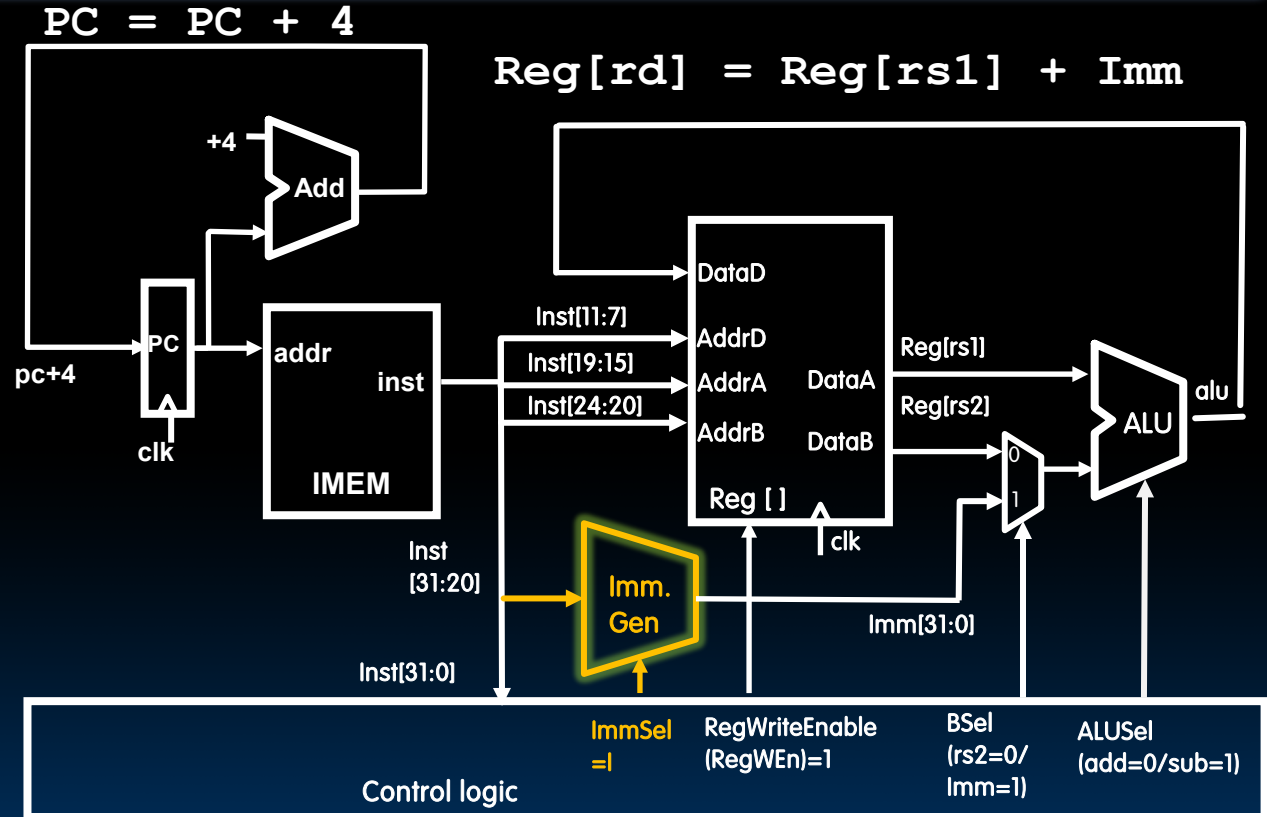 PC = PC + 4
Reg[rd] = Reg[rs1] + Imm
+4
Add
DataD
Inst[11:7]
AddrD
PC
addr
Inst[19:15]
Reg[rs1]
pc+4
inst
AddrA
DataA
alu
Inst[24:20]
Reg[rs2]
AddrB
DataB
ALU
clk
0
IMEM
Reg [ ]
1
clk
Inst
[31:20]
Imm.
Gen
Imm[31:0]
Inst[31:0]
ImmSel
=I
RegWriteEnable
(RegWEn)=1
BSel
(rs2=0/
Imm=1)
ALUSel
(add=0/sub=1)
Control logic